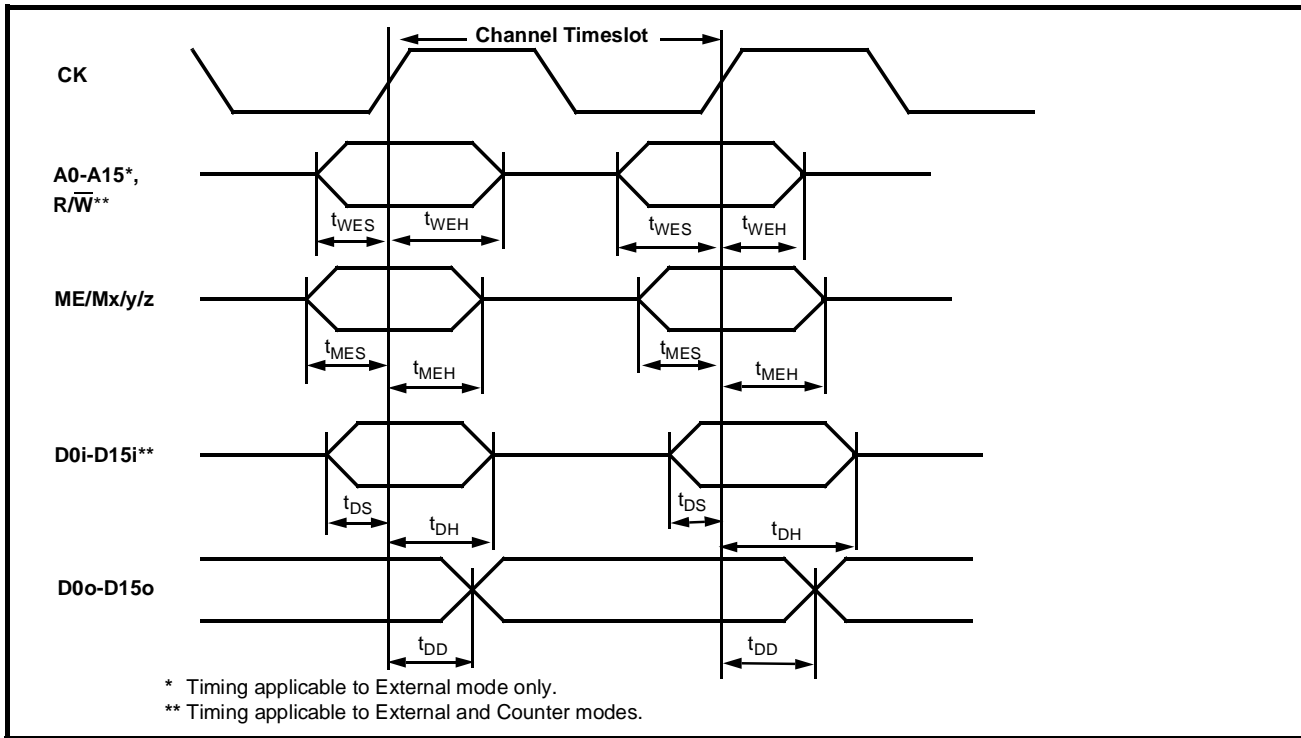 Channel Timeslot
CK
A0-A15*,
R/W̅**
tWES tWEH tWES tWEH
ME/Mx/y/z
tMES tMEH tMES tMEH
D0i-D15i**
tDS tDH tDS tDH
D0o-D15o
tDD tDD
* Timing applicable to External mode only.
** Timing applicable to External and Counter modes.